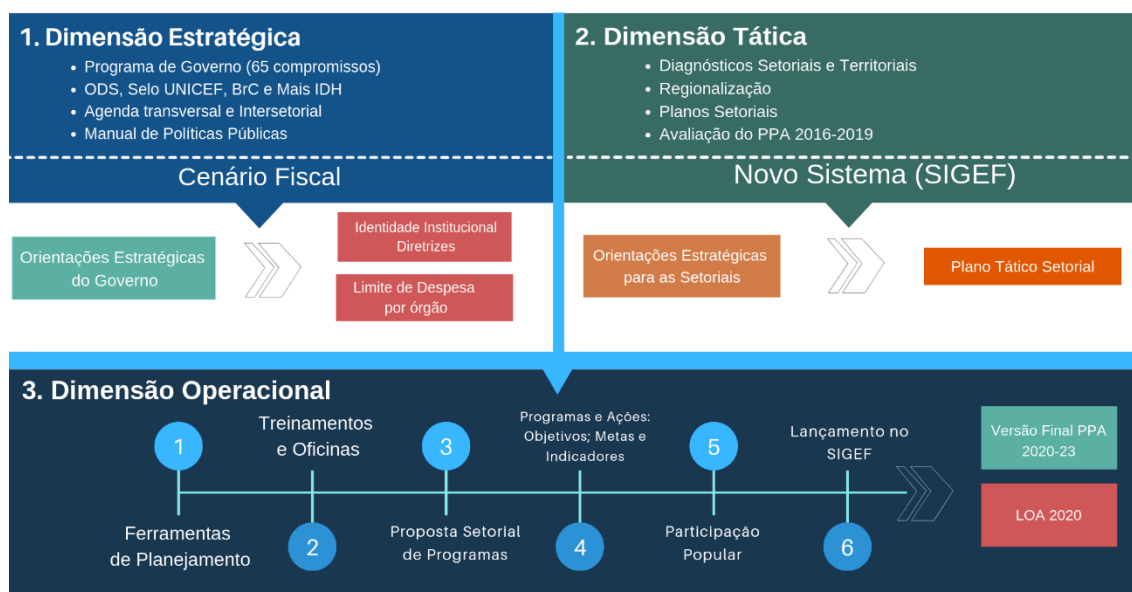 1. Dimensão Estratégica
• Programa de Governo (65 compromissos)
• ODS, Selo UNICEF, BrC e Mais IDH
• Agenda transversal e Intersetorial
• Manual de Políticas Públicas
Cenário Fiscal
Orientações Estratégicas
do Governo
Identidade Institucional
Diretrizes
Limite de Despesa
por órgão
2. Dimensão Tática
• Diagnósticos Setoriais e Territoriais
• Regionalização
• Planos Setoriais
• Avaliação do PPA 2016-2019
Novo Sistema (SIGEF)
Orientações Estratégicas
para as Setoriais
Plano Tático Setorial
3. Dimensão Operacional
1
Ferramentas
de Planejamento
Treinamentos
e Oficinas
2
3
Proposta Setorial
de Programas
Programas e Ações:
Objetivos; Metas e
Indicadores
4
5
Participação
Popular
Lançamento no
SIGEF
6
Versão Final PPA
2020-23
LOA 2020